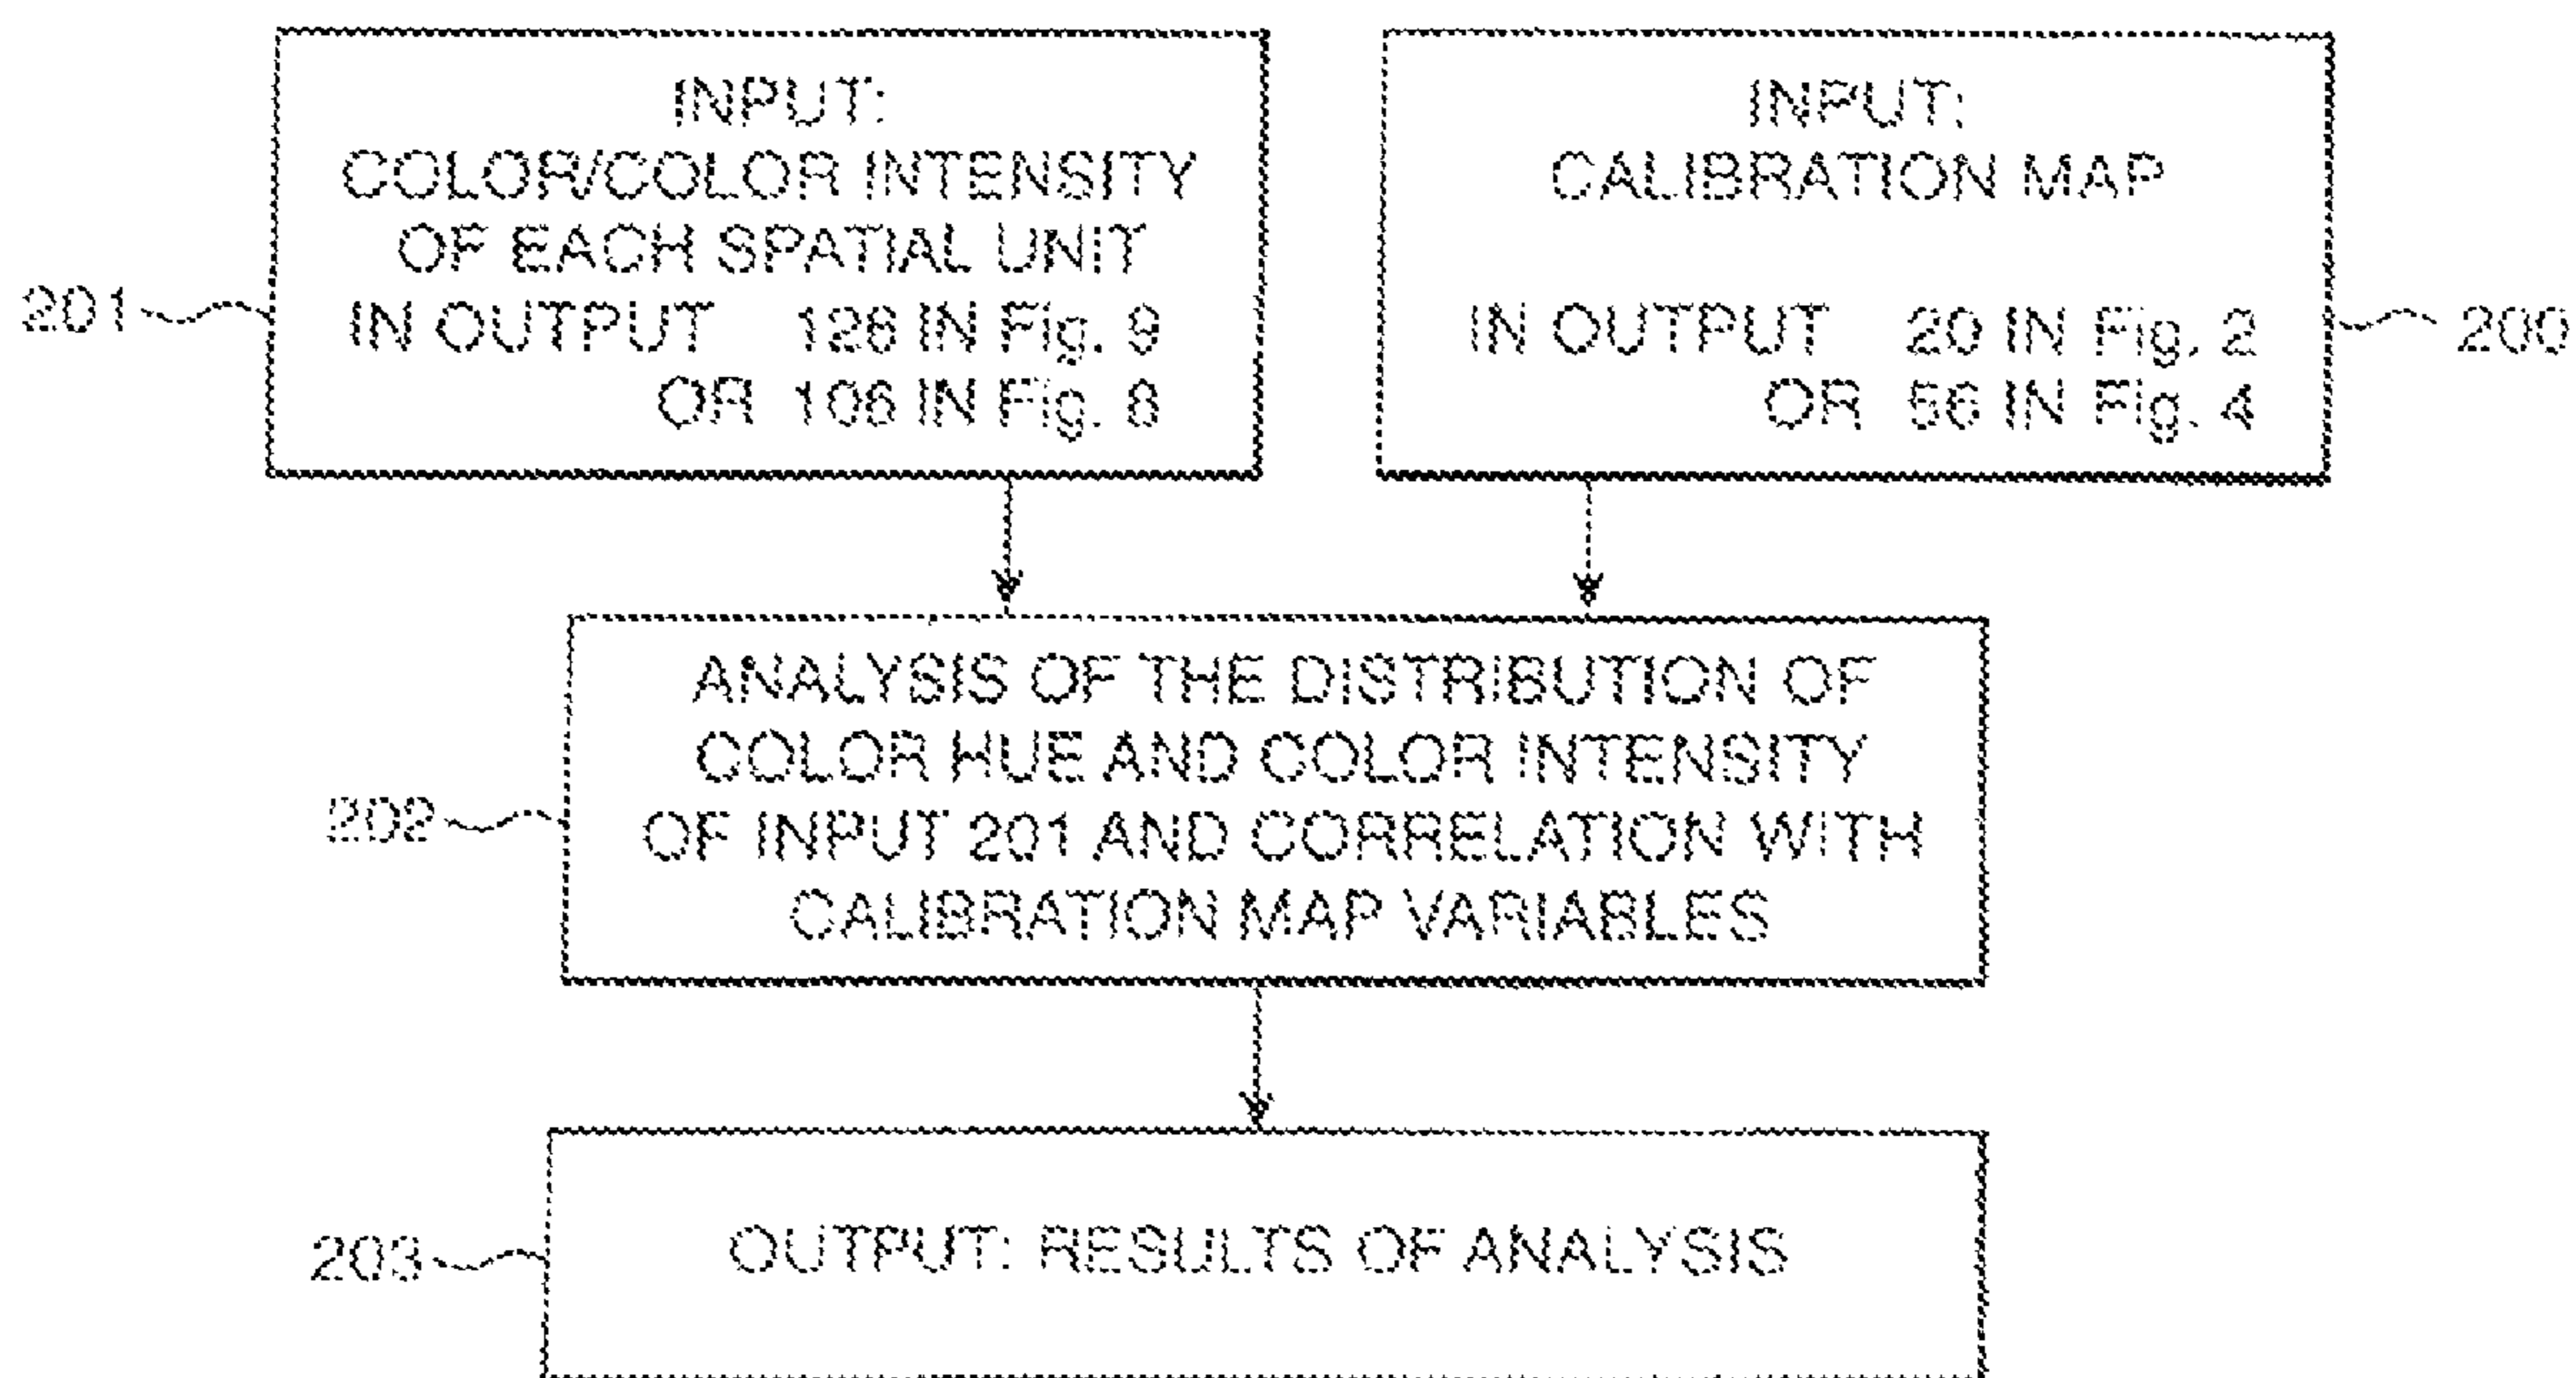 INPUT:
COLOR/COLOR INTENSITY
OF EACH SPATIAL UNIT
IN OUTPUT 126 IN Fig. 9
OR 106 IN Fig. 8
201
INPUT:
CALIBRATION MAP
IN OUTPUT 20 IN Fig. 2
OR 56 IN Fig. 4
200
ANALYSIS OF THE DISTRIBUTION OF
COLOR HUE AND COLOR INTENSITY
OF INPUT 201 AND CORRELATION WITH
CALIBRATION MAP VARIABLES
202
OUTPUT: RESULTS OF ANALYSIS
203